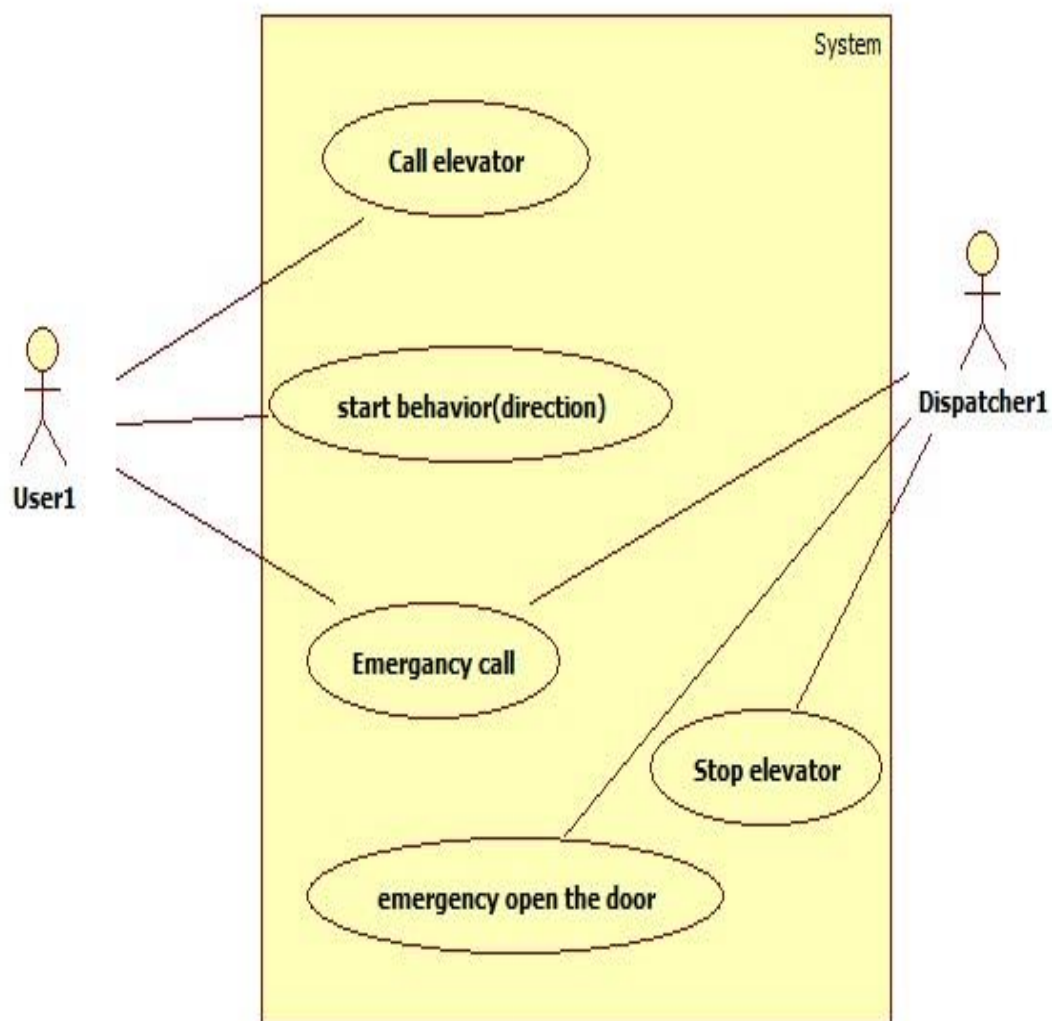 System
Call elevator
start behavior(direction)
Dispatcher1
User1
Emergancy call
Stop elevator
emergency open the door